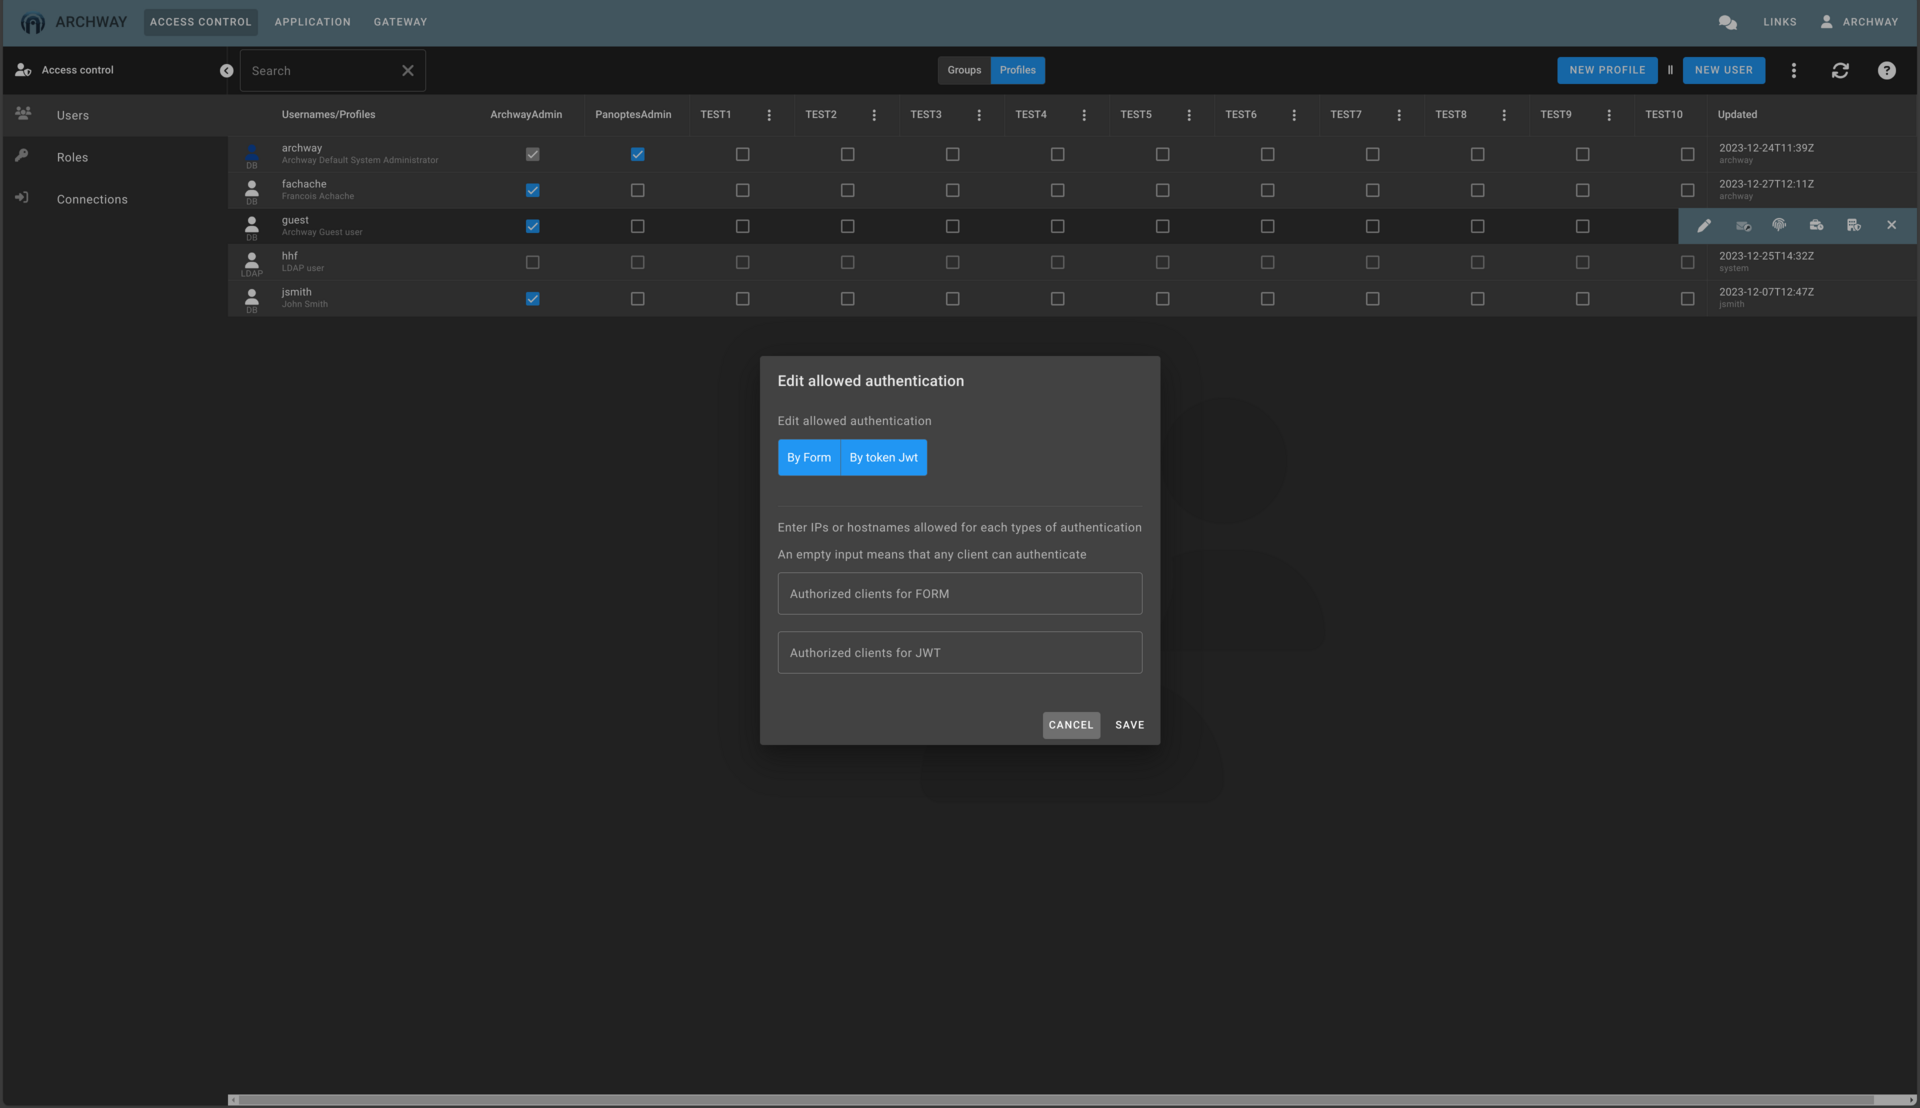 ARCHWAY
ACCESS CONTROL
APPLICATION
GATEWAY
LINKS
ARCHWAY
Access control
Search
Groups
Profiles
NEW PROFILE
NEW USER
Users
Roles
Connections
Usernames/Profiles ArchwayAdmin PanoptesAdmin TEST1 TEST2 TEST3 TEST4 TEST5 TEST6 TEST7 TEST8 TEST9 TEST10 Updated
archway 2023-12-24T11:39Z
DB Archway Default System Administrator archway
fachache 2023-12-27T12:11Z
DB Francois Achache archway
guest
DB Archway Guest user
hhf 2023-12-25T14:32Z
LDAP LDAP user system
jsmith 2023-12-07T12:47Z
DB John Smith jsmith
Edit allowed authentication
Edit allowed authentication
By Form By token Jwt
Enter IPs or hostnames allowed for each types of authentication
An empty input means that any client can authenticate
Authorized clients for FORM
Authorized clients for JWT
CANCEL SAVE